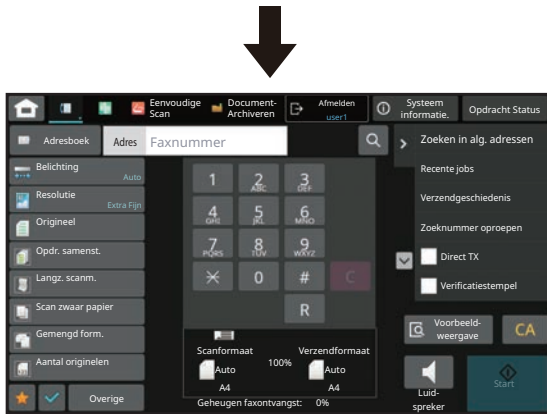 Eenvoudige Scan
Document-Archiveren
Afmelden
user1
Systeem informatie.
Opdracht Status
Adresboek
Adres
Faxnummer
Zoeken in alg. adressen
Belichting
Auto
Resolutie
Extra Fijn
Origineel
Opdr. samenst.
Langz. scanm.
Scan zwaar papier
Gemengd form.
Aantal originelen
Overige
1
2
ABC
3
DEF
4
GHI
5
JKL
6
MNO
7
PQRS
8
TUV
9
WXYZ
0
#
C
R
Scanformaat
Verzendformaat
100%
Auto
Auto
A4
A4
Geheugen faxontvangst: 0%
Recente jobs
Verzendgeschiedenis
Zoeknummer oproepen
Direct TX
Verificatiestempel
Voorbeeld-
weergave
CA
Luid-
spreker
Start